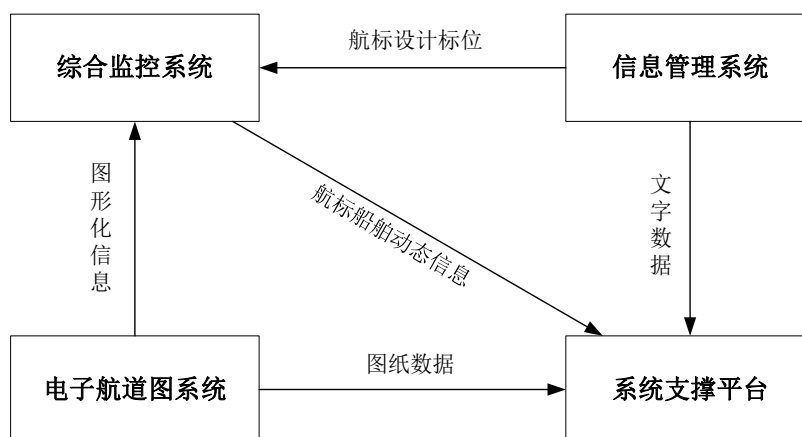 航标设计标位
综合监控系统
信息管理系统
图形化信息
航标船舶动态信息
文字数据
图纸数据
电子航道图系统
系统支撑平台